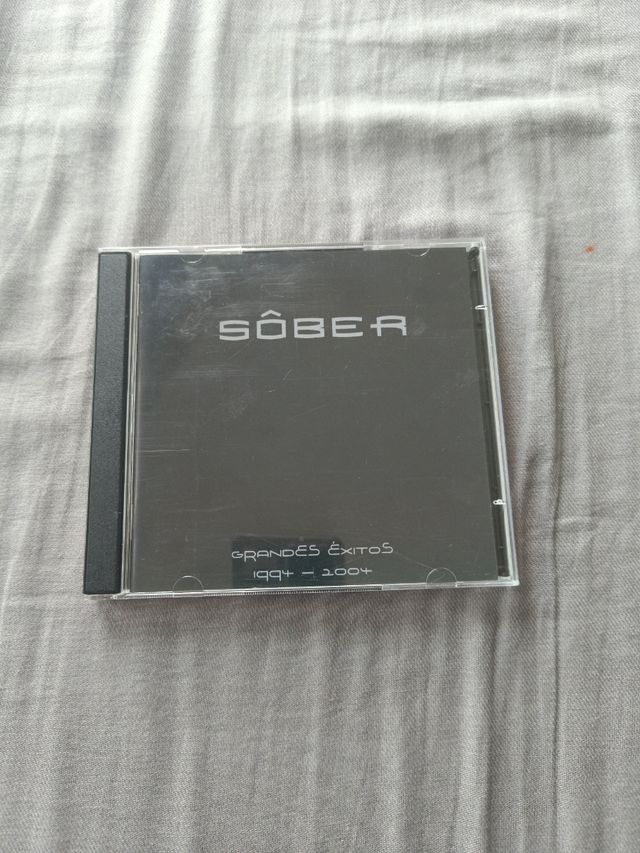 SÔBER
GRANDES ÉXITOS
1994 - 2004